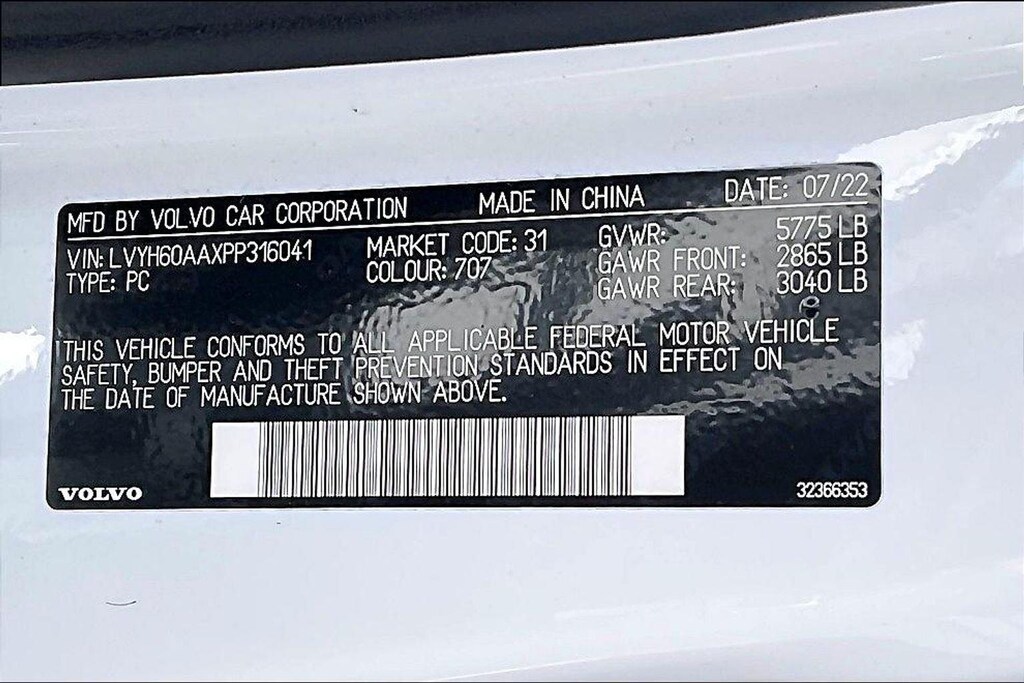 MFD BY VOLVO CAR CORPORATION MADE IN CHINA DATE: 07/22
VIN: LVYH60AAXPP316041 MARKET CODE: 31 GVWR: 5775 LB
TYPE: PC COLOUR: 707 GAWR FRONT: 2865 LB
GAWR REAR: 3040 LB
THIS VEHICLE CONFORMS TO ALL APPLICABLE FEDERAL MOTOR VEHICLE
SAFETY, BUMPER AND THEFT PREVENTION STANDARDS IN EFFECT ON
THE DATE OF MANUFACTURE SHOWN ABOVE.
VOLVO 32366353